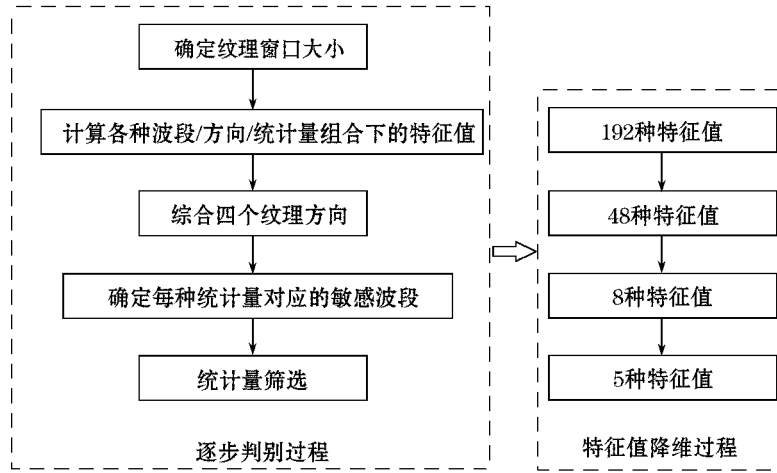 确定纹理窗口大小
计算各种波段/方向/统计量组合下的特征值
综合四个纹理方向
确定每种统计量对应的敏感波段
统计量筛选
逐步判别过程
192种特征值
48种特征值
8种特征值
5种特征值
特征值降维过程